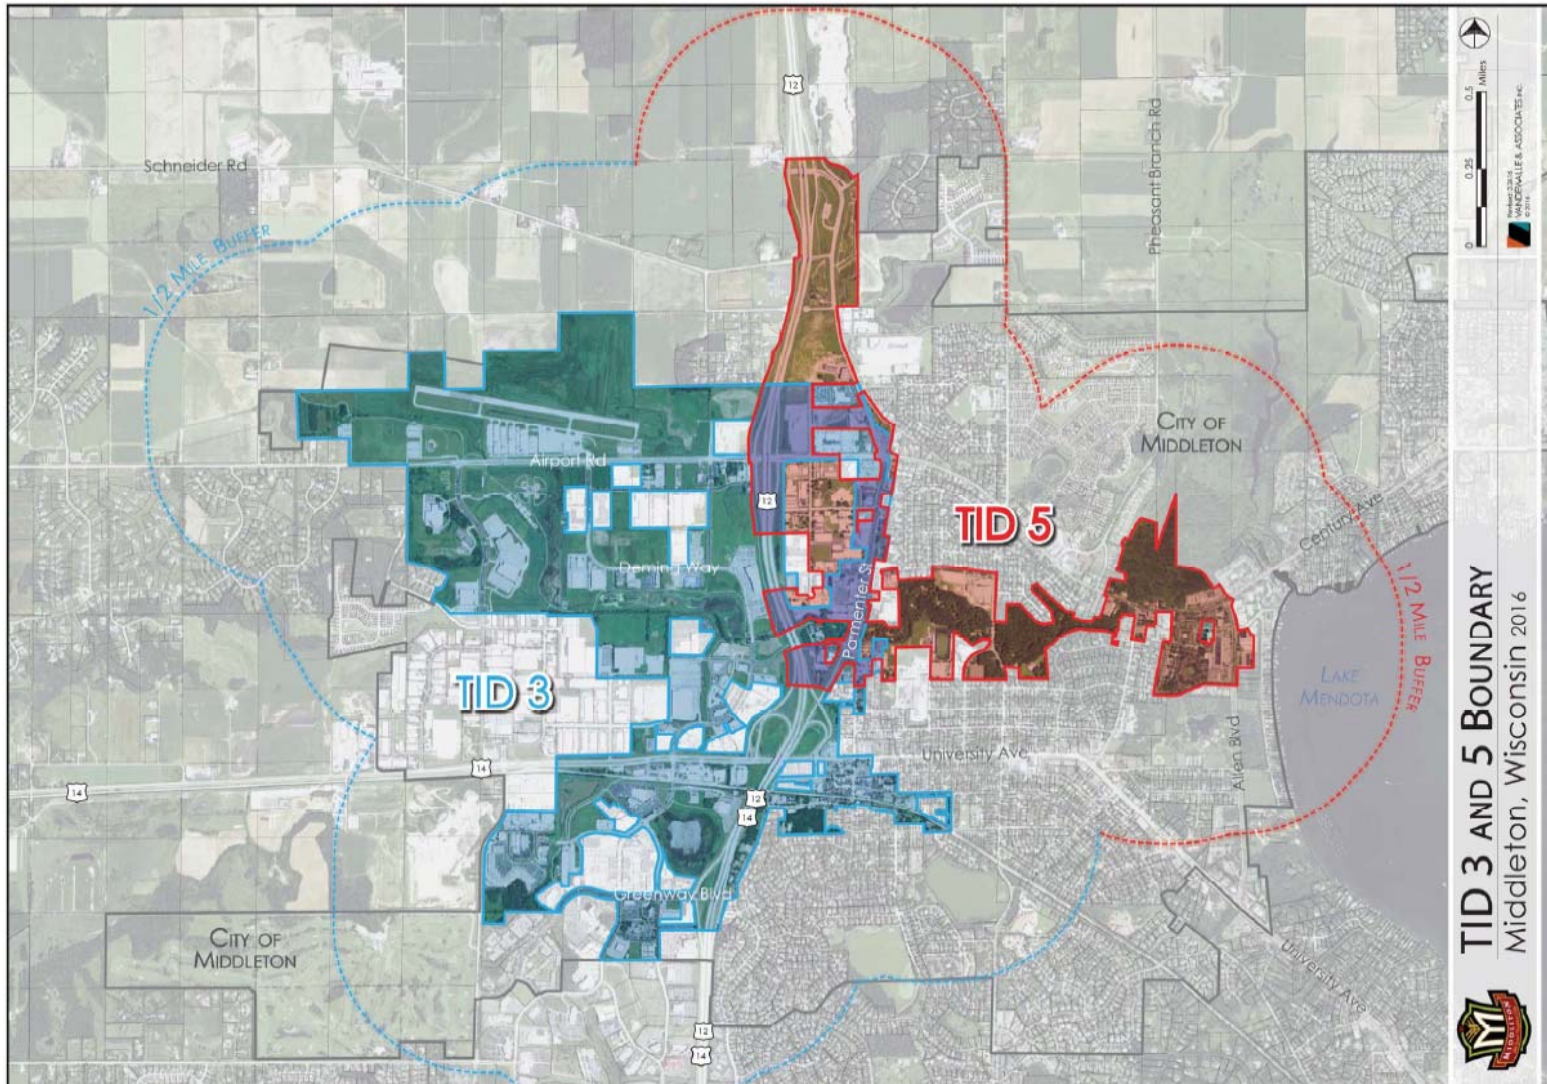 12
Schneider Rd
Pheasant Branch Rd
1/2 MILE BUFFER
CITY OF
MIDDLETON
Airport Rd
12
TID 5
Century Ave
Deming Way
Parmenter St
1/2 MILE BUFFER
TID 3
LAKE
MENDOTA
Allen Blvd
University Ave
14
14
12
14
Greenway Blvd
CITY OF
MIDDLETON
University Ave
12
14
TID 3 AND 5 BOUNDARY
Middleton, Wisconsin 2016
0
0.25
0.5
Miles
VANDEWALLE & ASSOCIATES INC.
© 2016
MIDDLETON